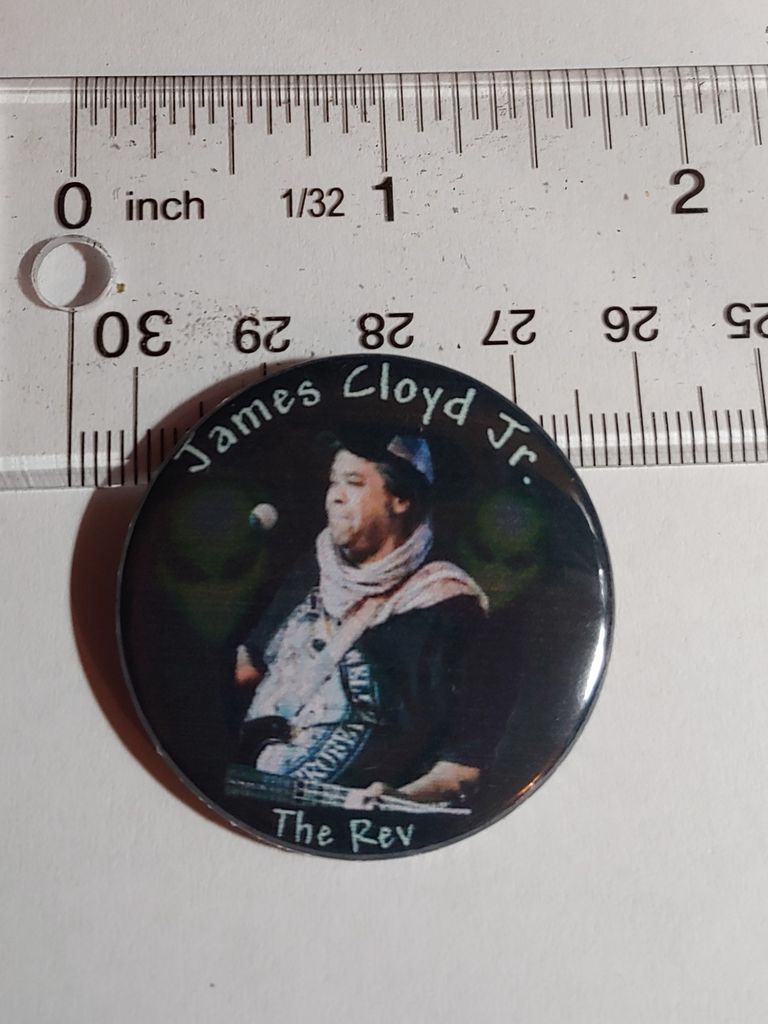 0 inch 1/32 1 2
30 29 28 27 26 25
James Cloyd Jr.
The Rev